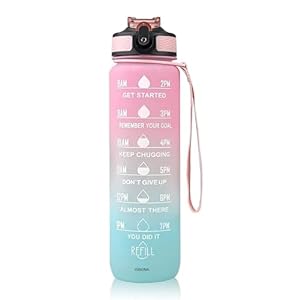 8AM 2PM
GET STARTED
9AM 3PM
REMEMBER YOUR GOAL
10AM 4PM
KEEP CHUGGING
11AM 5PM
DON'T GIVE UP
12PM 6PM
ALMOST THERE
1PM 7PM
YOU DID IT
REFILL